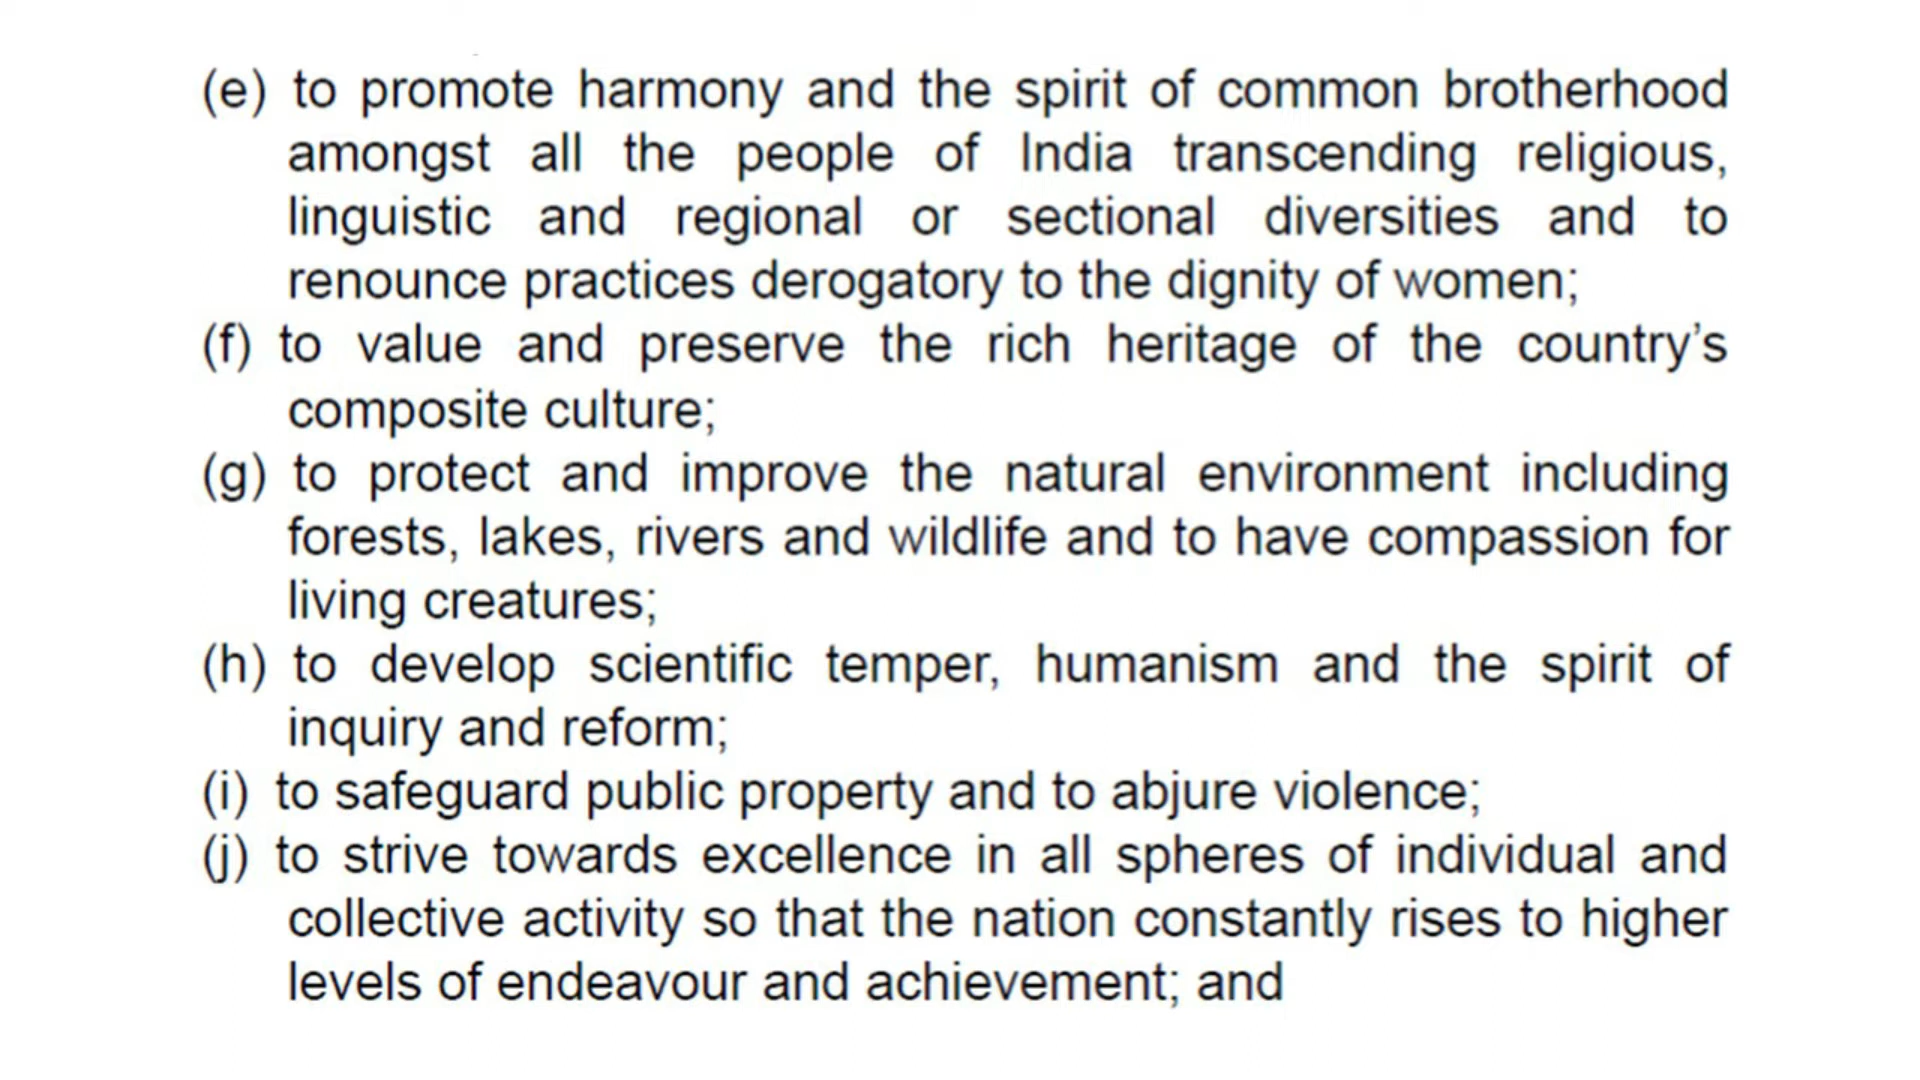 (e) to promote harmony and the spirit of common brotherhood
amongst all the people of India transcending religious,
linguistic and regional or sectional diversities and to
renounce practices derogatory to the dignity of women;
(f) to value and preserve the rich heritage of the country’s
composite culture;
(g) to protect and improve the natural environment including
forests, lakes, rivers and wildlife and to have compassion for
living creatures;
(h) to develop scientific temper, humanism and the spirit of
inquiry and reform;
(i) to safeguard public property and to abjure violence;
(j) to strive towards excellence in all spheres of individual and
collective activity so that the nation constantly rises to higher
levels of endeavour and achievement; and